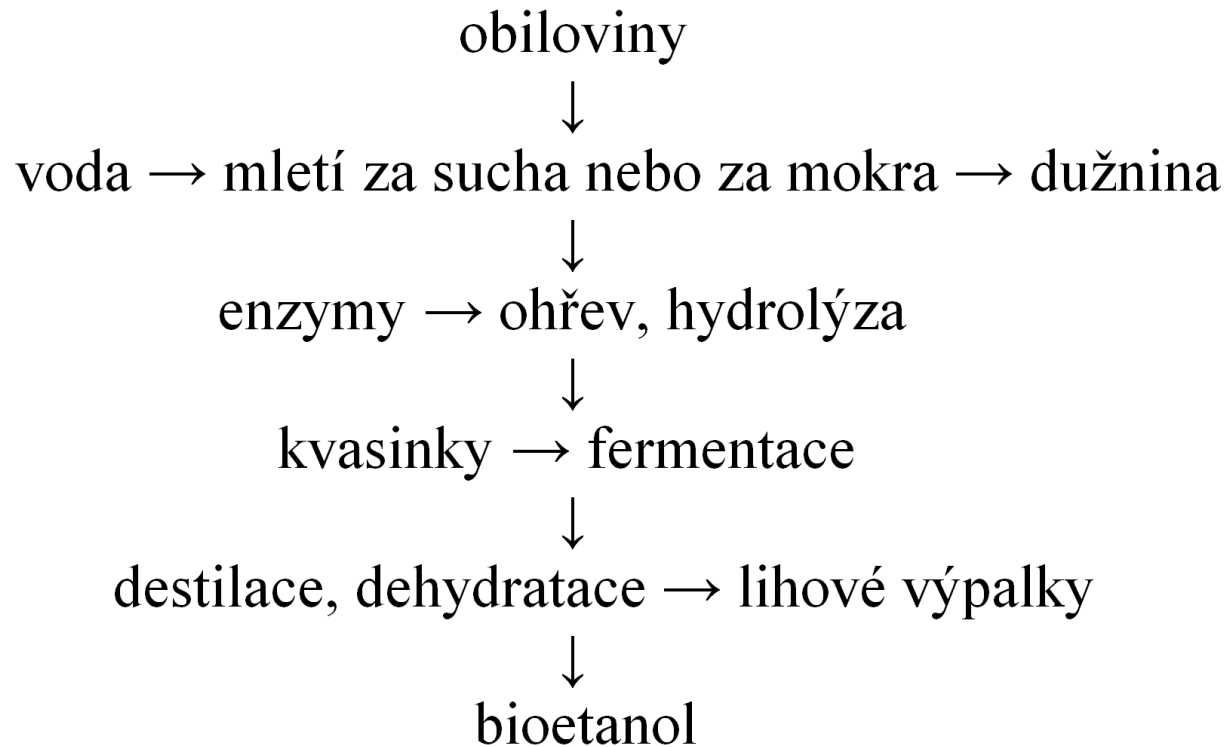 obiloviny
↓
voda → mletí za sucha nebo za mokra → dužnina
↓
enzymy → ohřev, hydrolýza
↓
kvasinky → fermentace
↓
destilace, dehydratace → lihové výpalky
↓
bioetanol